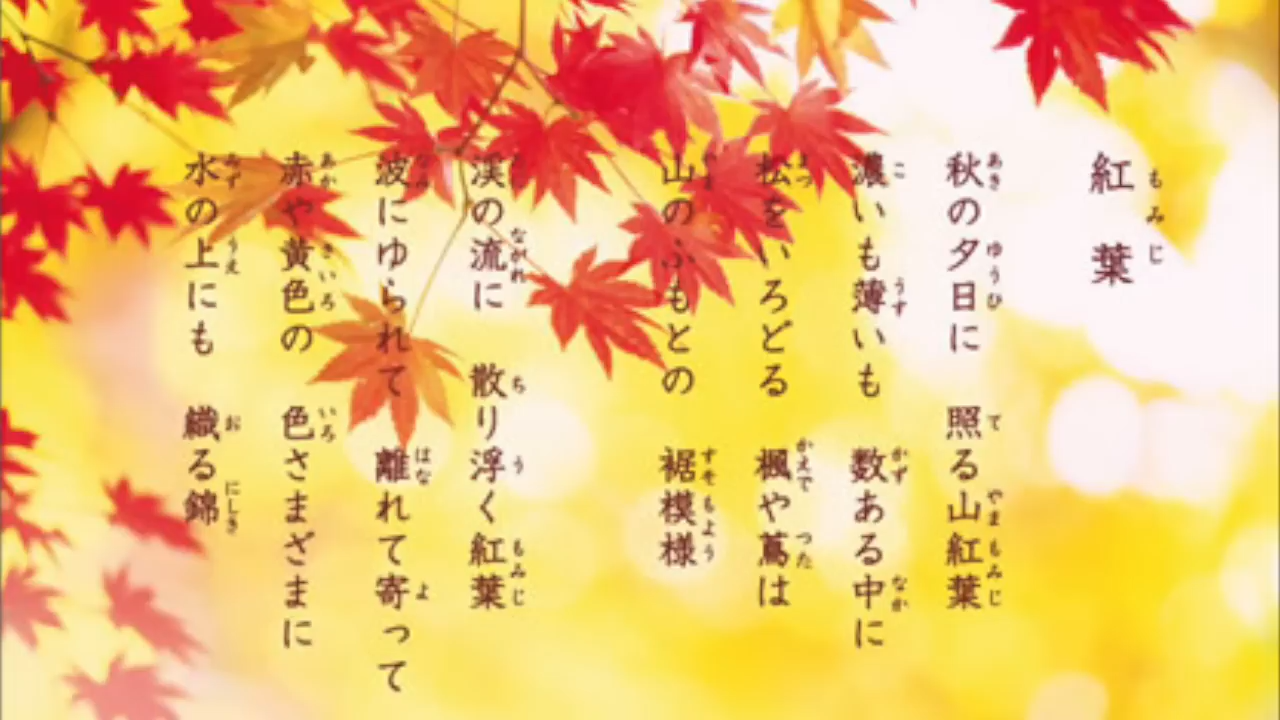 紅葉
秋の夕日に 照る山紅葉
濃いも薄いも 数ある中に
松をいろどる 楓や蔦は
山のふもとの 裾模様
渓の流に 散り浮く紅葉
波にゆられて 離れて寄って
赤や黄色の 色さまざまに
水の上にも 織る錦